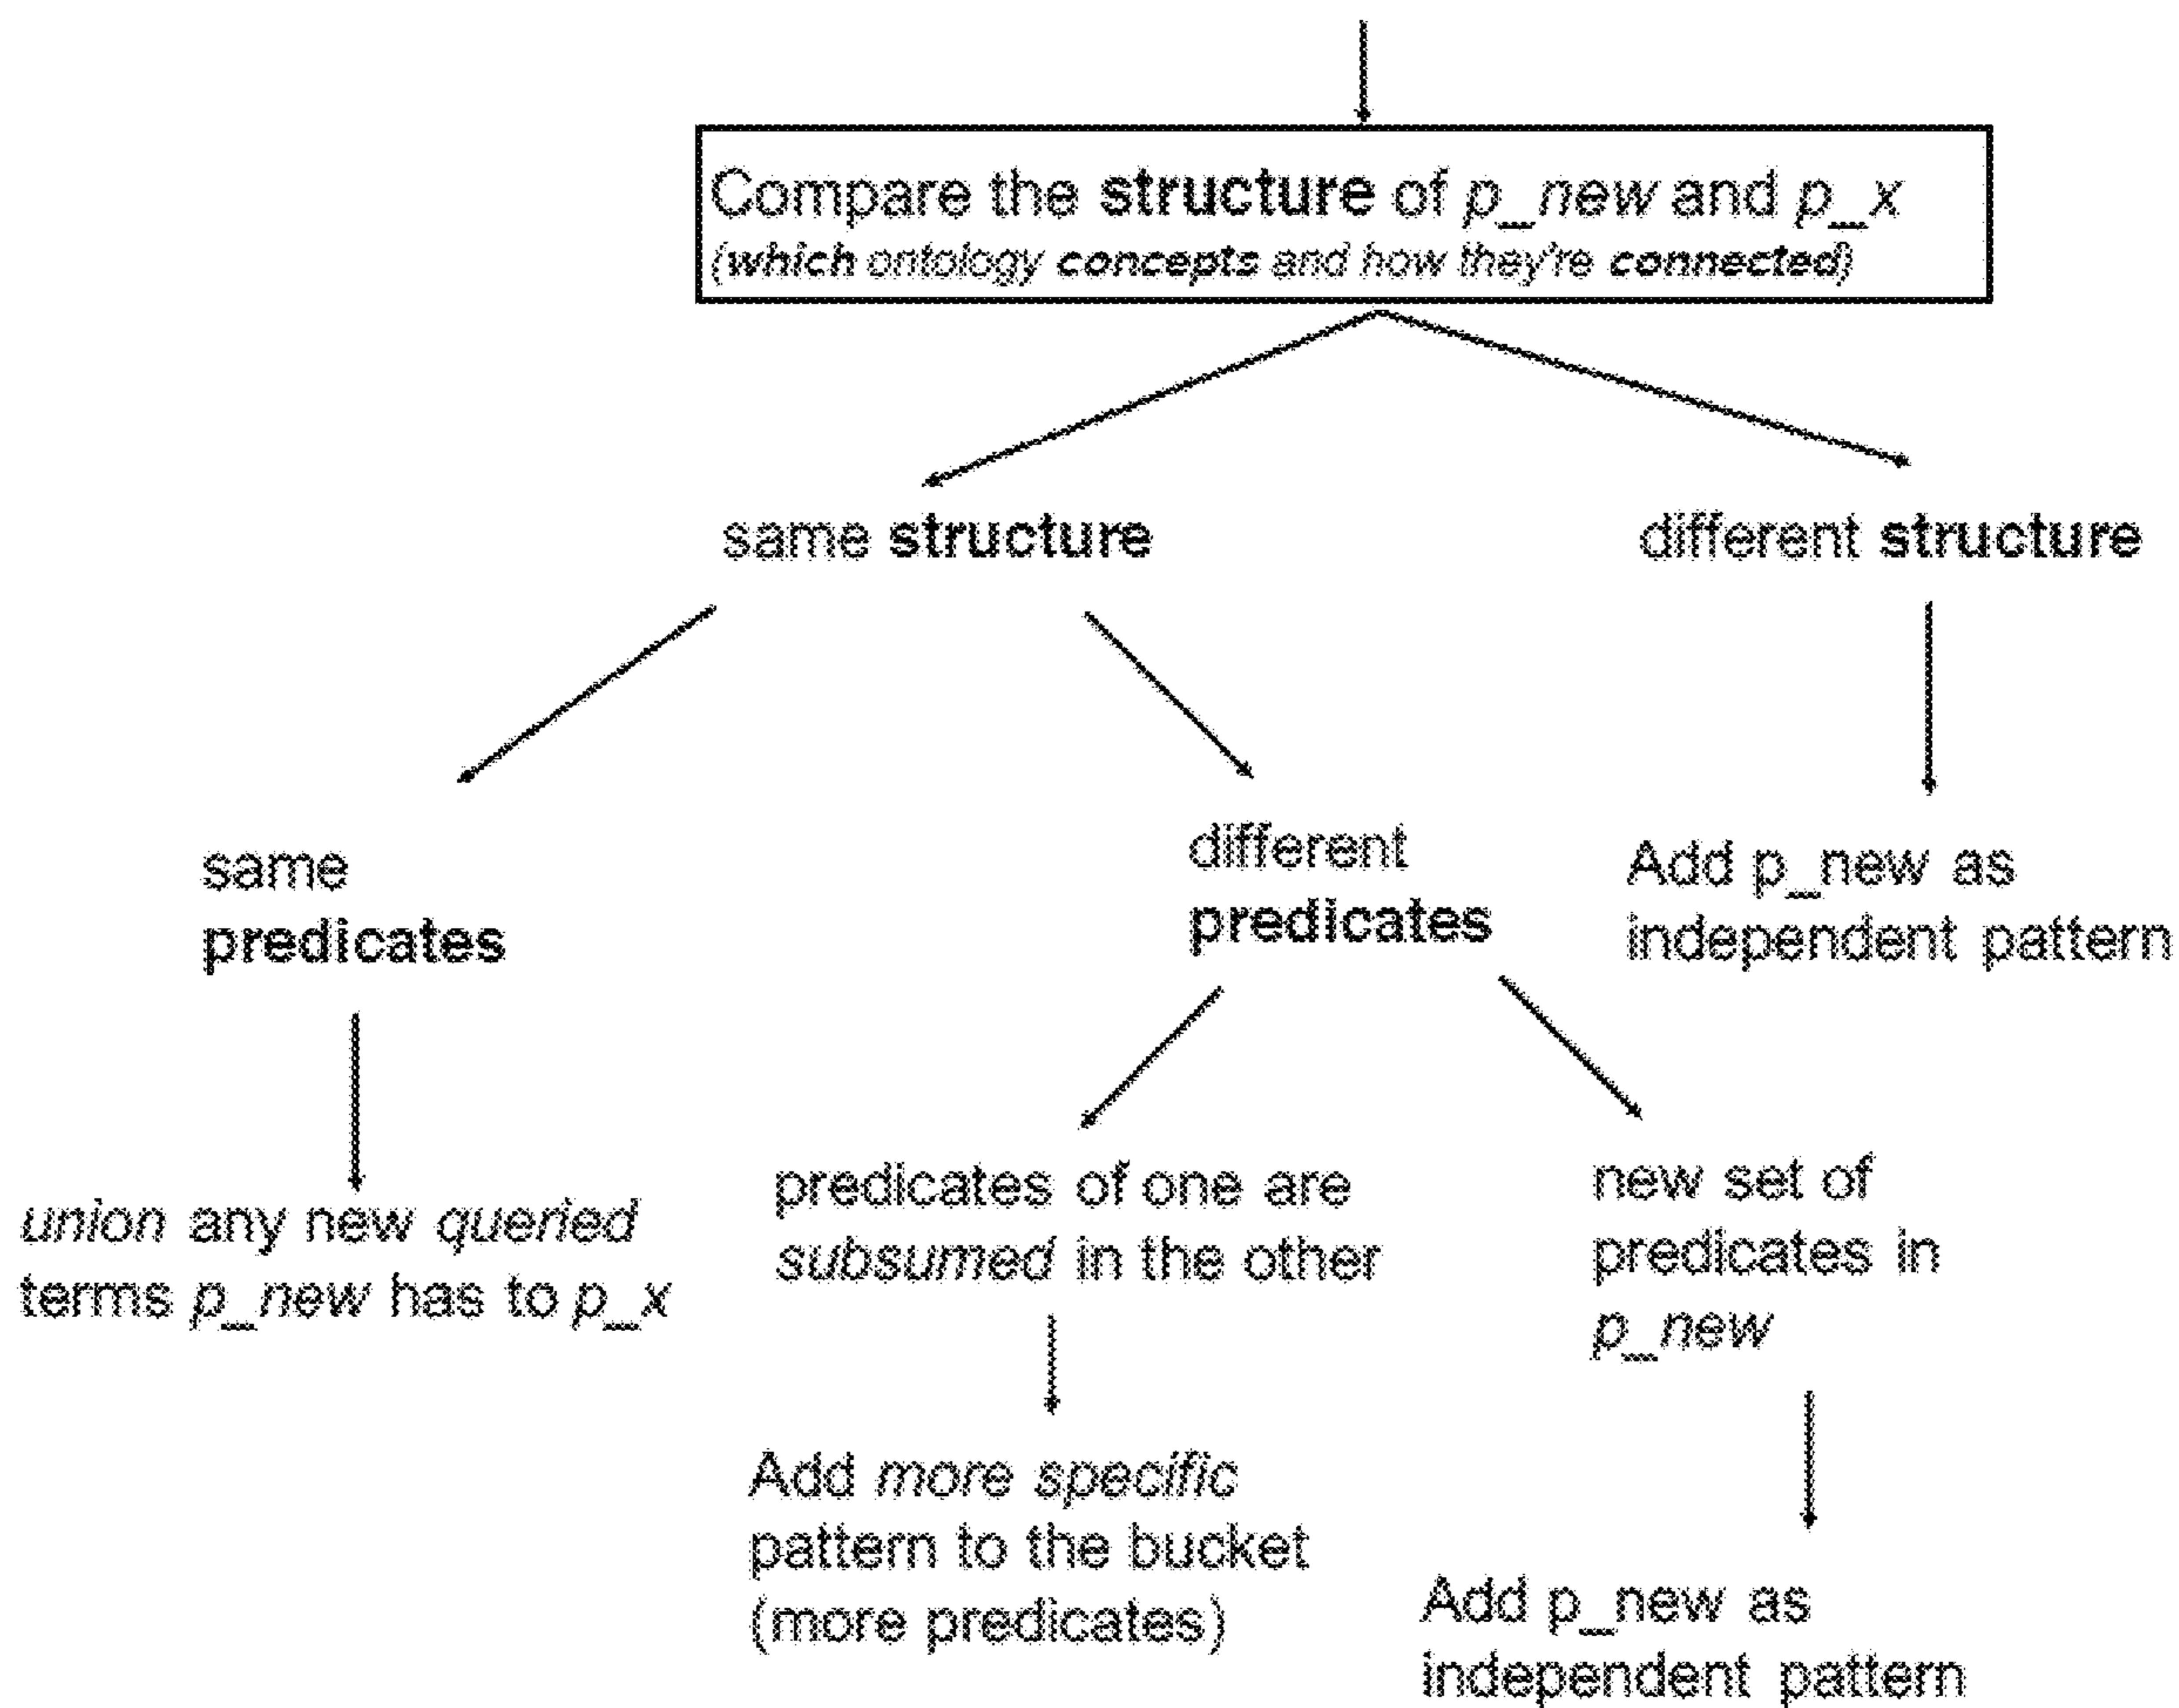 Compare the structure of p_new and p_x
(which ontology concepts and how they're connected)
same structure
different structure
same
predicates
different
predicates
Add p_new as
independent pattern
union any new queried
terms p_new has to p_x
predicates of one are
subsumed in the other
new set of
predicates in
p_new
Add more specific
pattern to the bucket
(more predicates)
Add p_new as
independent pattern